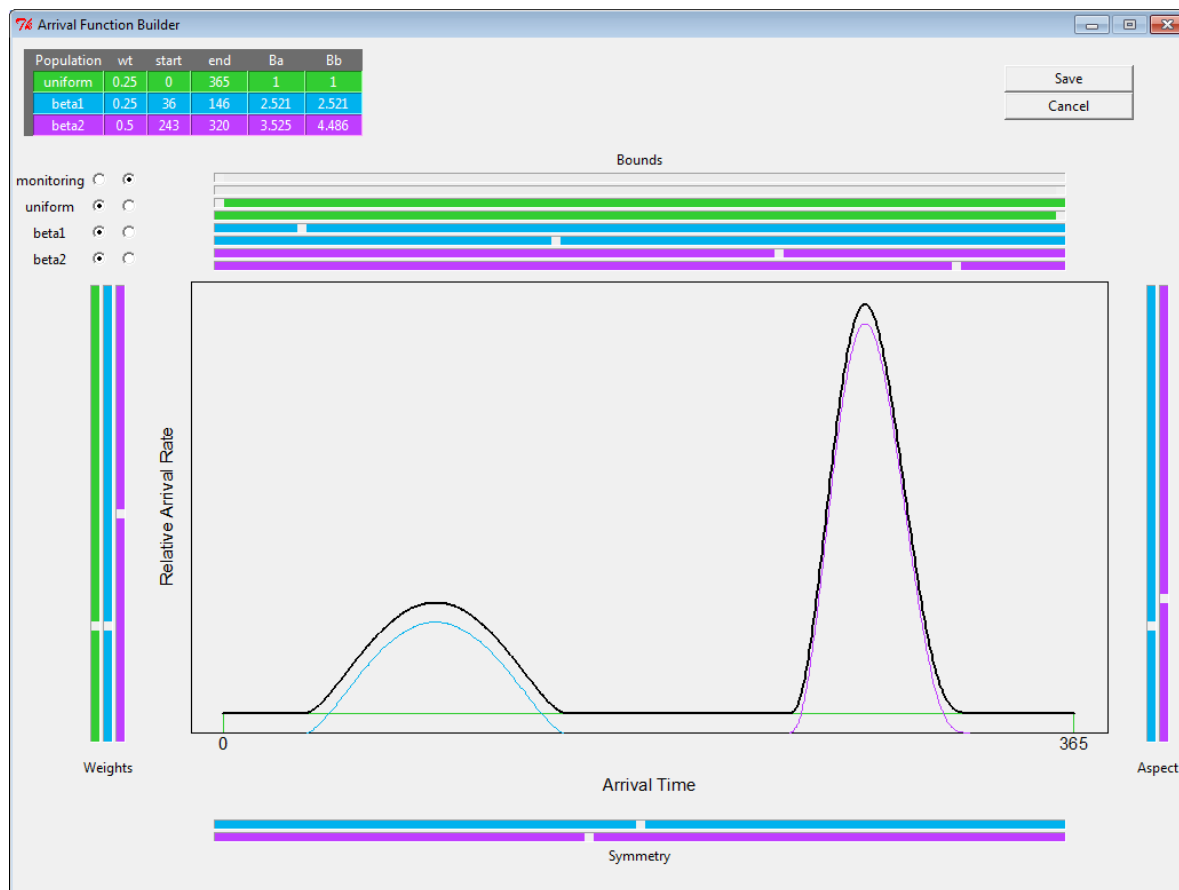 Arrival Function Builder
Population wt start end Ba Bb
uniform 0.25 0 365 1 1
beta1 0.25 36 146 2.521 2.521
beta2 0.5 243 320 3.525 4.486
Save
Cancel
Bounds
monitoring
uniform
beta1
beta2
Relative Arrival Rate
0 365
Weights
Aspect
Arrival Time
Symmetry